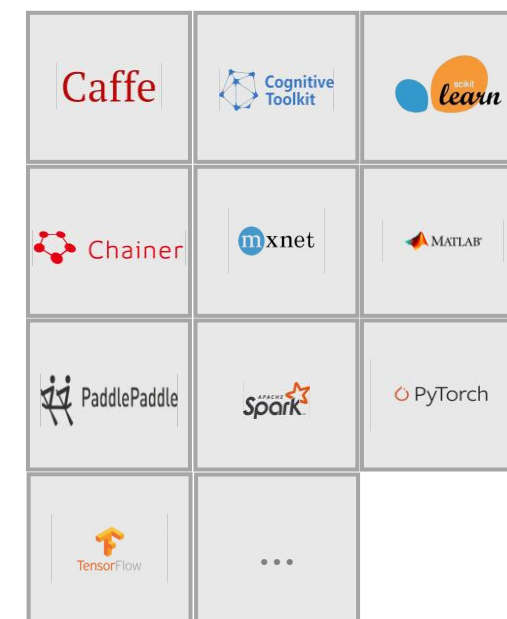 Caffe
Cognitive
Toolkit
scikit
learn
Chainer
mxnet
MATLAB
PaddlePaddle
APACHE
Spark
PyTorch
TensorFlow
...